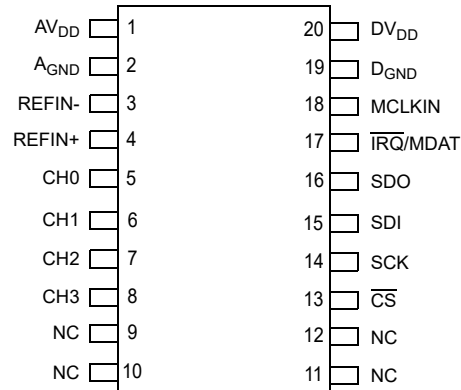 AVDD 1 20 DVDD
AGND 2 19 DGND
REFIN- 3 18 MCLKIN
REFIN+ 4 17 IRQ/MDAT
CH0 5 16 SDO
CH1 6 15 SDI
CH2 7 14 SCK
CH3 8 13 CS
NC 9 12 NC
NC 10 11 NC